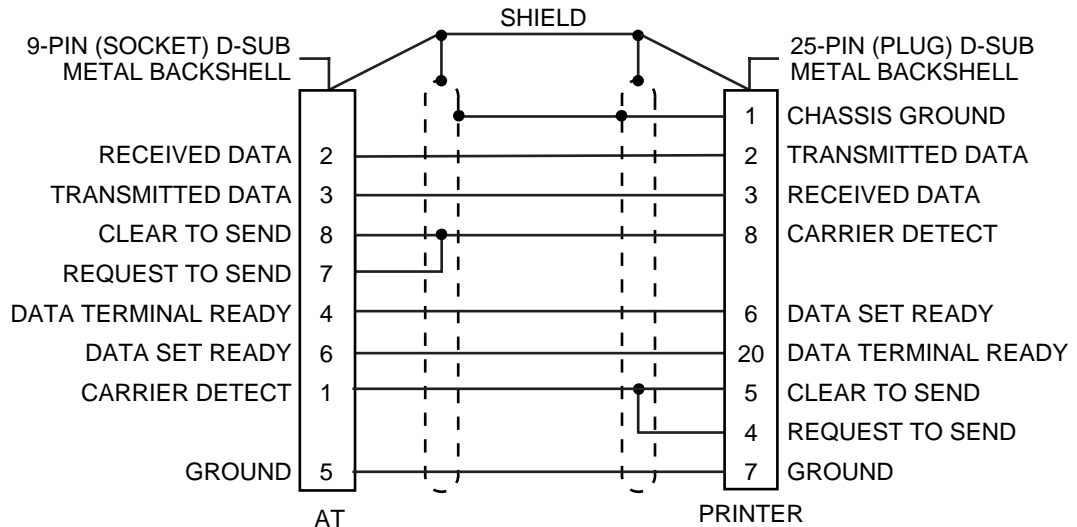 SHIELD
9-PIN (SOCKET) D-SUB
METAL BACKSHELL
25-PIN (PLUG) D-SUB
METAL BACKSHELL
1 CHASSIS GROUND
RECEIVED DATA 2 2 TRANSMITTED DATA
TRANSMITTED DATA 3 3 RECEIVED DATA
CLEAR TO SEND 8 8 CARRIER DETECT
REQUEST TO SEND 7
DATA TERMINAL READY 4 6 DATA SET READY
DATA SET READY 6 20 DATA TERMINAL READY
CARRIER DETECT 1 5 CLEAR TO SEND
4 REQUEST TO SEND
GROUND 5 7 GROUND
AT PRINTER